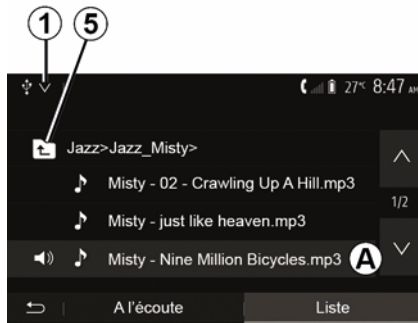 1 5
27°C 8:47 AM
Jazz>Jazz_Misty>
Misty - 02 - Crawling Up A Hill.mp3
Misty - just like heaven.mp3
1/2
Misty - Nine Million Bicycles.mp3 A
A l'écoute Liste